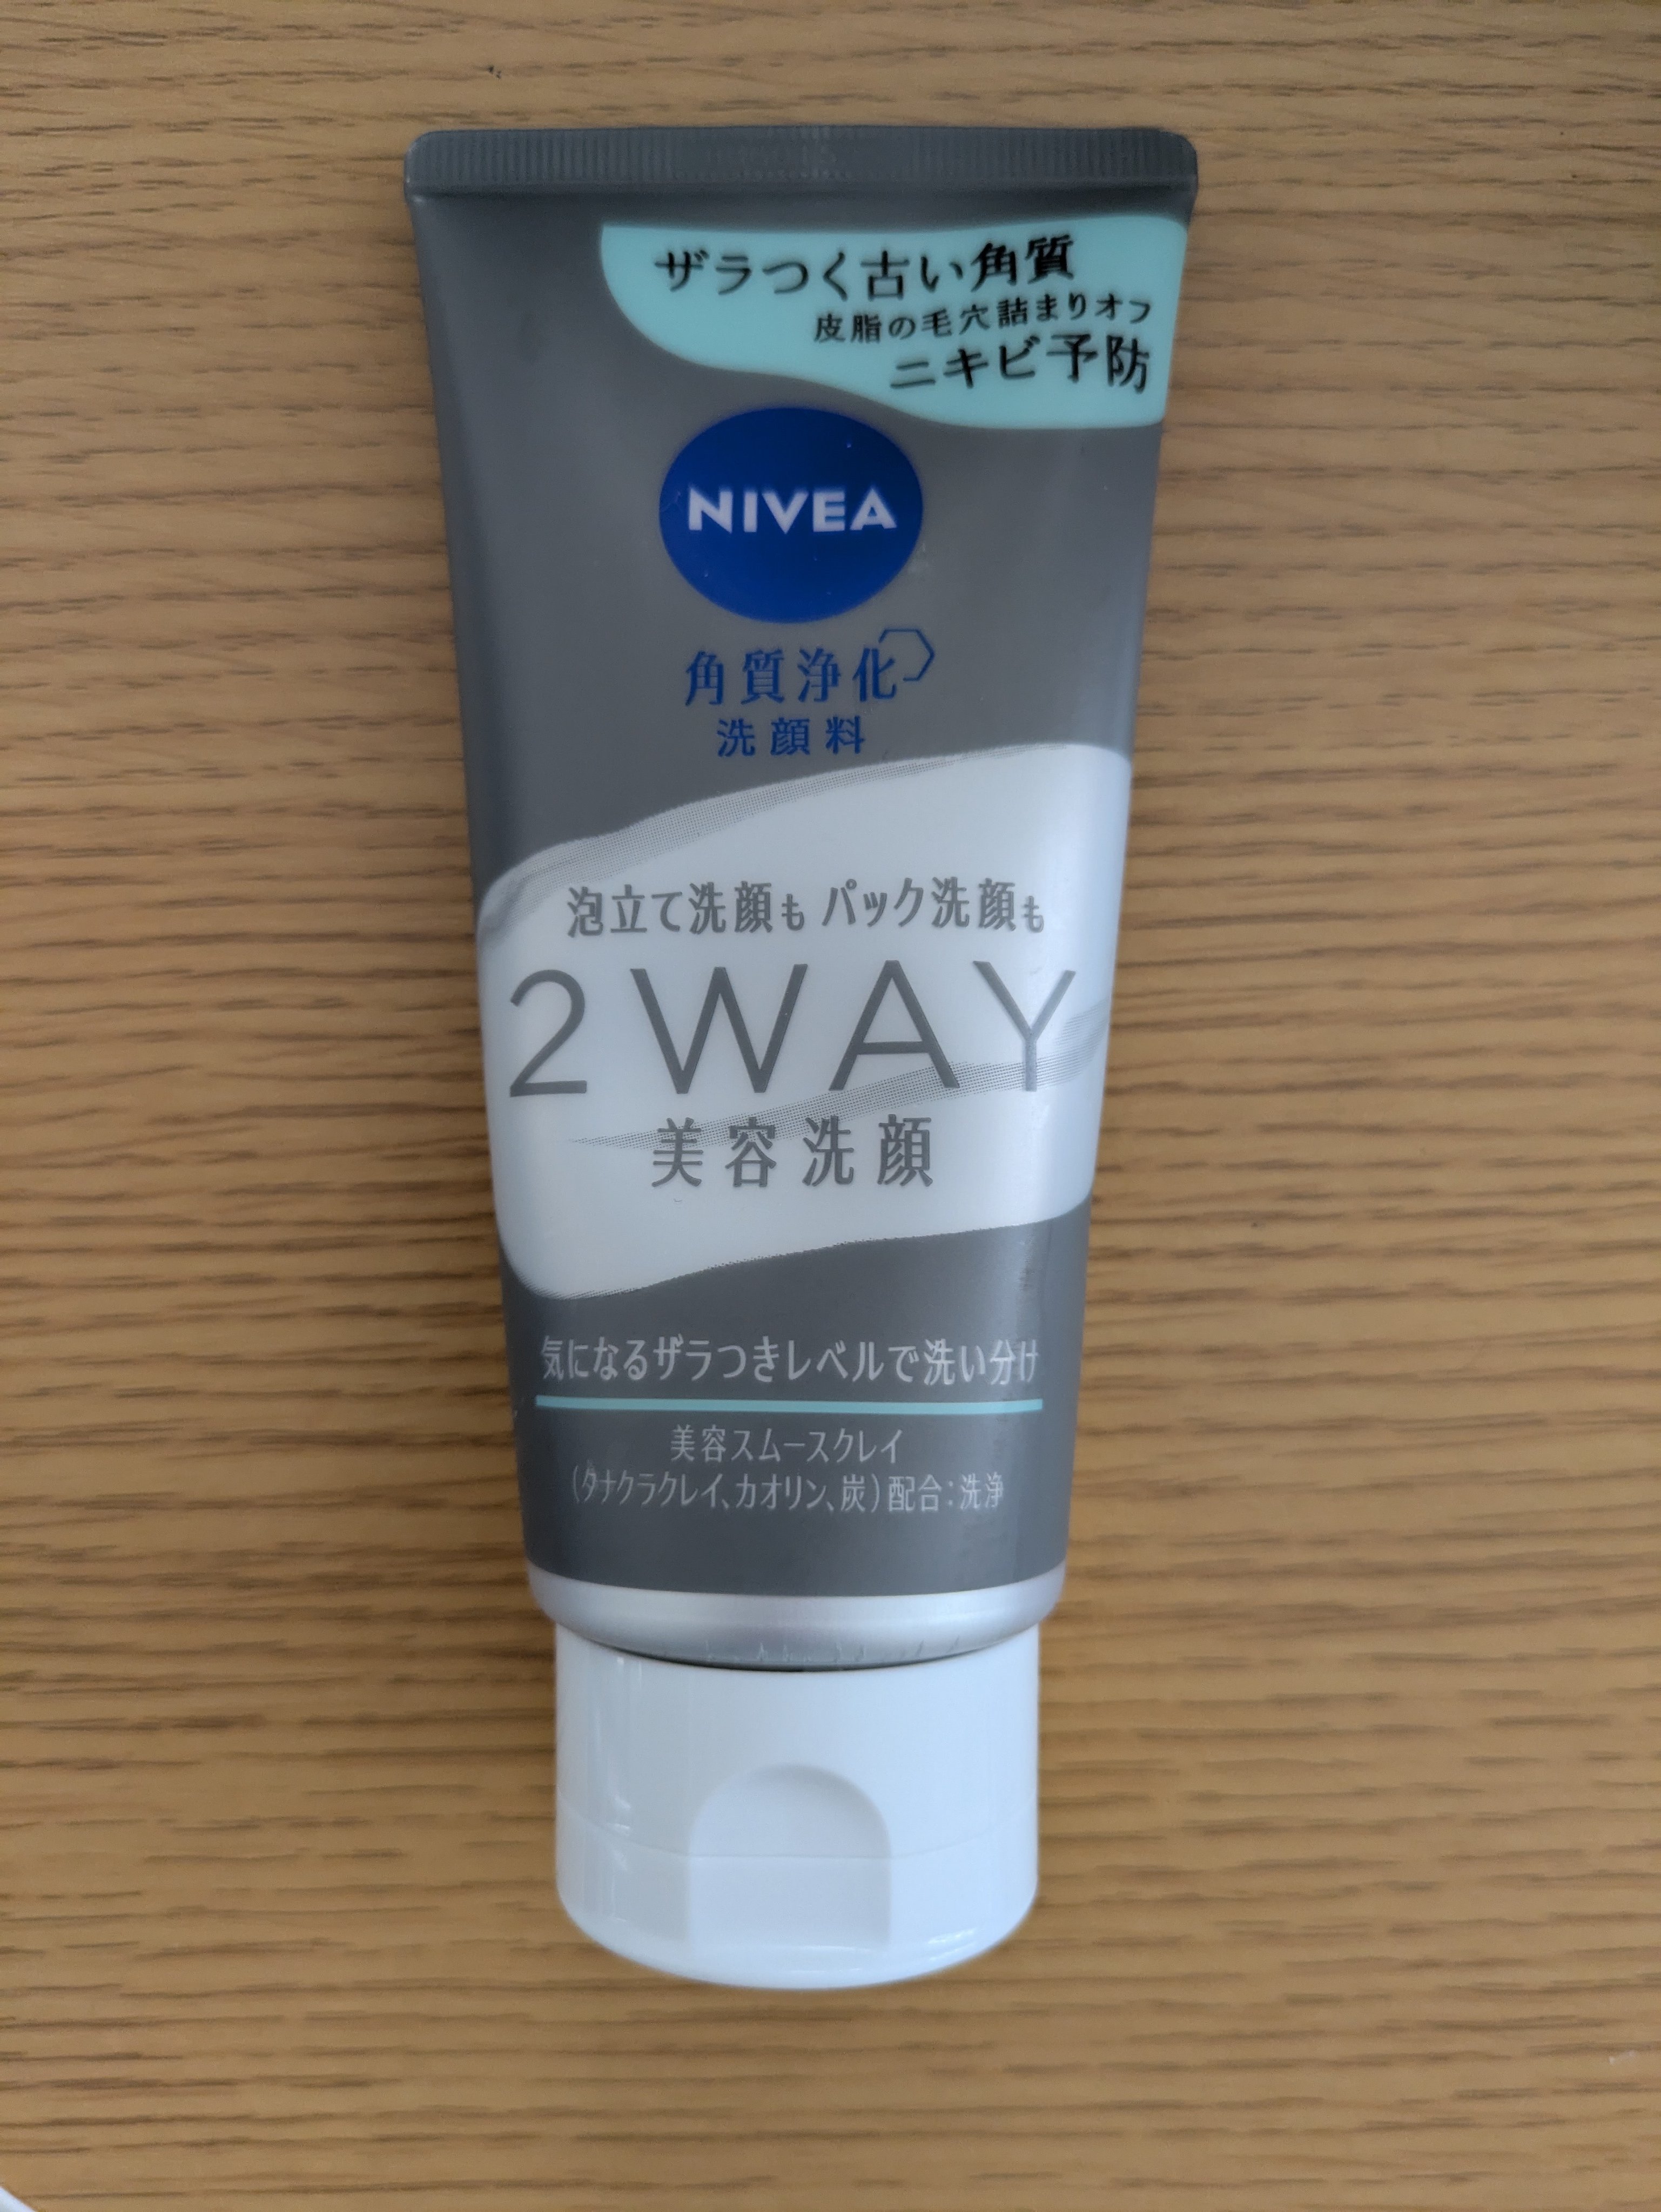 ザラつく古い角質
皮脂の毛穴詰まりオフ
ニキビ予防
NIVEA
角質浄化
洗顔料
泡立て洗顔も パック洗顔も
2WAY
美容洗顔
気になるザラつきレベルで洗い分け
美容スムースクレイ
(タナクラクレイ、カオリン、炭)配合:洗浄